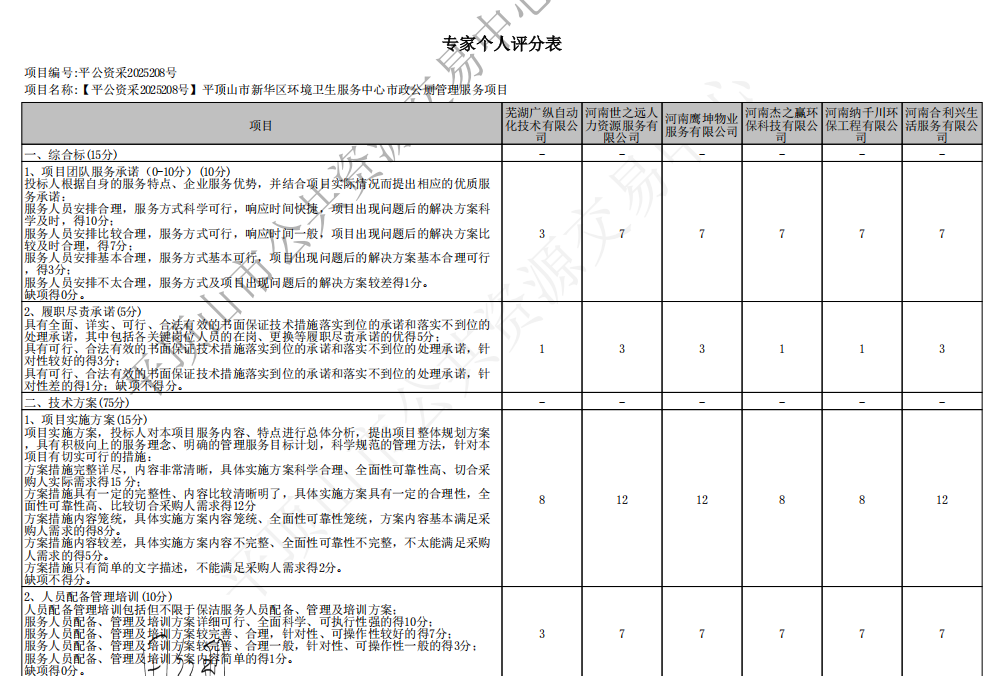 专家个人评分表
项目编号:平公资采2025208号
项目名称:【平公资采2025208号】平顶山市新华区环境卫生服务中心市政公厕管理服务项目
项目 芜湖广纵自动化技术有限公司 河南世之远人力资源服务有限公司 河南鹰坤物业服务有限公司 河南杰之赢环保科技有限公司 河南纳千川环保工程有限公司 河南合利兴生活服务有限公司
一、综合标(15分) - - - - - -
1、项目团队服务承诺（0-10分）(10分)
投标人根据自身的服务特点、企业服务优势，并结合项目实际情况而提出相应的优质服
务承诺：
服务人员安排合理，服务方式科学可行，响应时间快捷，项目出现问题后的解决方案科
学及时，得10分；
服务人员安排比较合理，服务方式可行，响应时间一般，项目出现问题后的解决方案比
较及时合理，得7分；
服务人员安排基本合理，服务方式基本可行，项目出现问题后的解决方案基本合理可行
，得3分；
服务人员安排不太合理，服务方式及项目出现问题后的解决方案较差得1分。
缺项得0分。
3 7 7 7 7 7
2、履职尽责承诺(5分)
具有全面、详实、可行、合法有效的书面保证技术措施落实到位的承诺和落实不到位的
处理承诺，其中包括各关键岗位人员的在岗、更换等履职尽责承诺的优得5分；
具有可行、合法有效的书面保证技术措施落实到位的承诺和落实不到位的处理承诺，针
对性较好的得3分；
具有可行、合法有效的书面保证技术措施落实到位的承诺和落实不到位的处理承诺，针
对性差的得1分；缺项不得分。
1 3 3 1 1 3
二、技术方案(75分) - - - - - -
1、项目实施方案(15分)
项目实施方案，投标人对本项目服务内容、特点进行总体分析，提出项目整体规划方案
，具有积极向上的服务理念、明确的管理服务目标计划，科学规范的管理方法，针对本
项目有切实可行的措施：
方案措施完整详尽，内容非常清晰，具体实施方案科学合理、全面性可靠性高、切合采
购人实际需求得15 分；
方案措施具有一定的完整性、内容比较清晰明了，具体实施方案具有一定的合理性，全
面性可靠性高、比较切合采购人需求得12分
方案措施内容笼统，具体实施方案内容笼统、全面性可靠性笼统，方案内容基本满足采
购人需求的得8分。
方案措施内容较差，具体实施方案内容不完整、全面性可靠性不完整，不太能满足采购
人需求的得5分。
方案措施只有简单的文字描述，不能满足采购人需求得2分。
缺项不得分。
8 12 12 8 8 12
2、人员配备管理培训(10分)
人员配备管理培训包括但不限于保洁服务人员配备、管理及培训方案；
服务人员配备、管理及培训方案详细可行、全面科学、可执行性强的得10分；
服务人员配备、管理及培训方案较完善、合理，针对性、可操作性较好的得7分；
服务人员配备、管理及培训方案较完善、合理一般，针对性、可操作性一般的得3分；
服务人员配备、管理及培训方案内容简单的得1分。
缺项得0分。
3 7 7 7 7 7
平顶山市公共资源交易中心
平顶山市公共资源交易中心